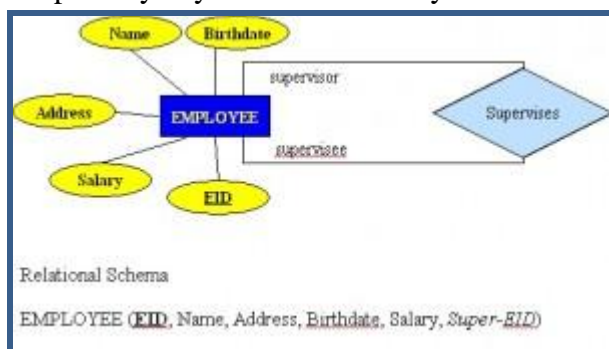 Name Birthdate
supervisor
Address EMPLOYEE Supervises
supervisee
Salary EID
Relational Schema
EMPLOYEE (EID, Name, Address, Birthdate, Salary, Super-EID)